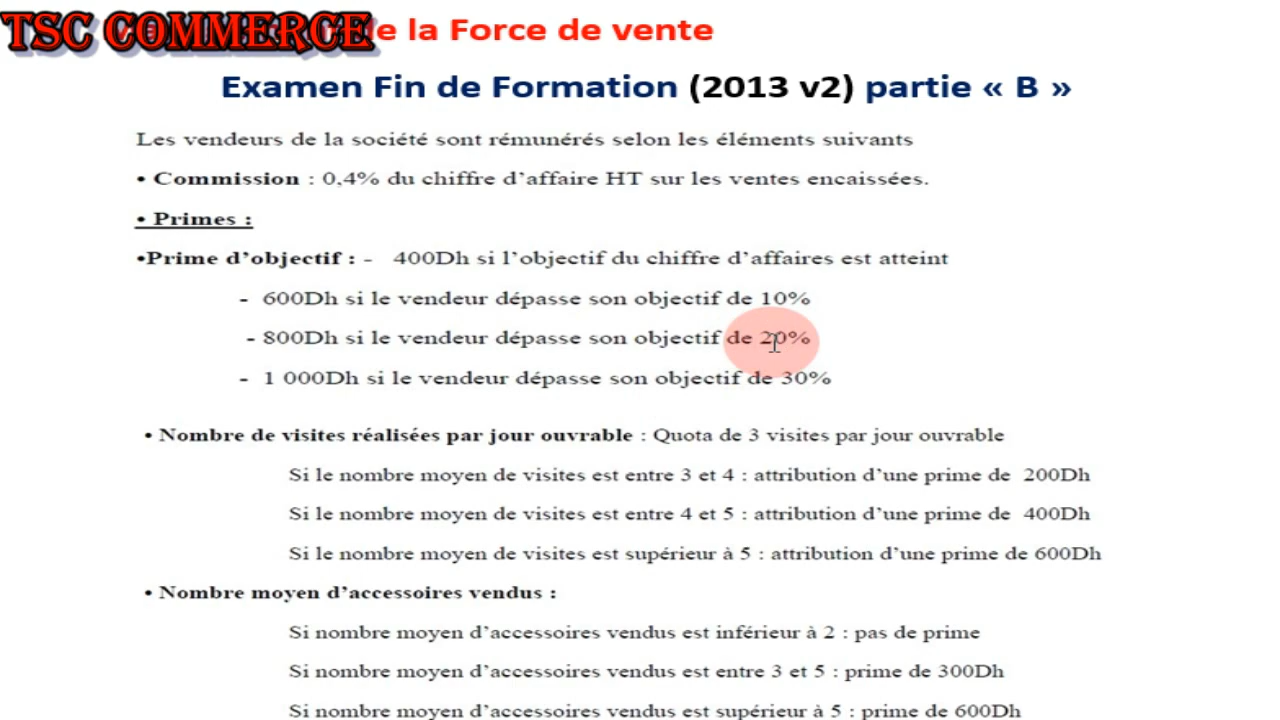 TSC COMMERCE de la Force de vente
Examen Fin de Formation (2013 v2) partie « B »
Les vendeurs de la société sont rémunérés selon les éléments suivants
• Commission : 0,4% du chiffre d’affaire HT sur les ventes encaissées.
• Primes :
•Prime d’objectif : - 400Dh si l’objectif du chiffre d’affaires est atteint
- 600Dh si le vendeur dépasse son objectif de 10%
- 800Dh si le vendeur dépasse son objectif de 20%
- 1 000Dh si le vendeur dépasse son objectif de 30%
• Nombre de visites réalisées par jour ouvrable : Quota de 3 visites par jour ouvrable
Si le nombre moyen de visites est entre 3 et 4 : attribution d’une prime de 200Dh
Si le nombre moyen de visites est entre 4 et 5 : attribution d’une prime de 400Dh
Si le nombre moyen de visites est supérieur à 5 : attribution d’une prime de 600Dh
• Nombre moyen d’accessoires vendus :
Si nombre moyen d’accessoires vendus est inférieur à 2 : pas de prime
Si nombre moyen d’accessoires vendus est entre 3 et 5 : prime de 300Dh
Si nombre moyen d’accessoires vendus est supérieur à 5 : prime de 600Dh